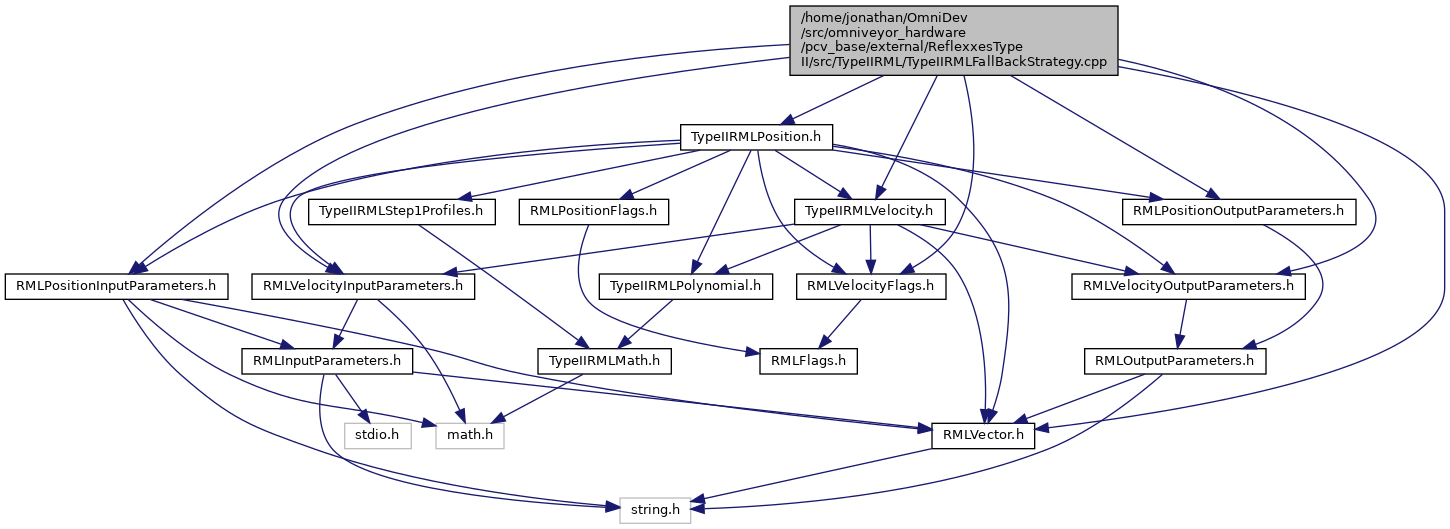 /home/jonathan/OmniDev
/src/omniveyor_hardware
/pcv_base/external/ReflexxesType
II/src/TypeIIRML/TypeIIRMLFallBackStrategy.cpp
TypeIIRMLPosition.h
TypeIIRMLStep1Profiles.h
RMLPositionFlags.h
TypeIIRMLVelocity.h
RMLPositionOutputParameters.h
RMLPositionInputParameters.h
RMLVelocityInputParameters.h
TypeIIRMLPolynomial.h
RMLVelocityFlags.h
RMLVelocityOutputParameters.h
RMLInputParameters.h
TypeIIRMLMath.h
RMLFlags.h
RMLOutputParameters.h
stdio.h
math.h
RMLVector.h
string.h